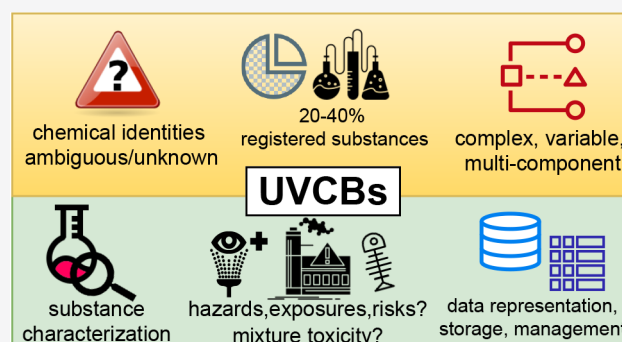 ?
chemical identities
ambiguous/unknown
20-40%
registered substances
complex, variable,
multi-component
UVCBs
substance
characterization
hazards,exposures,risks?
mixture toxicity?
data representation,
storage, management